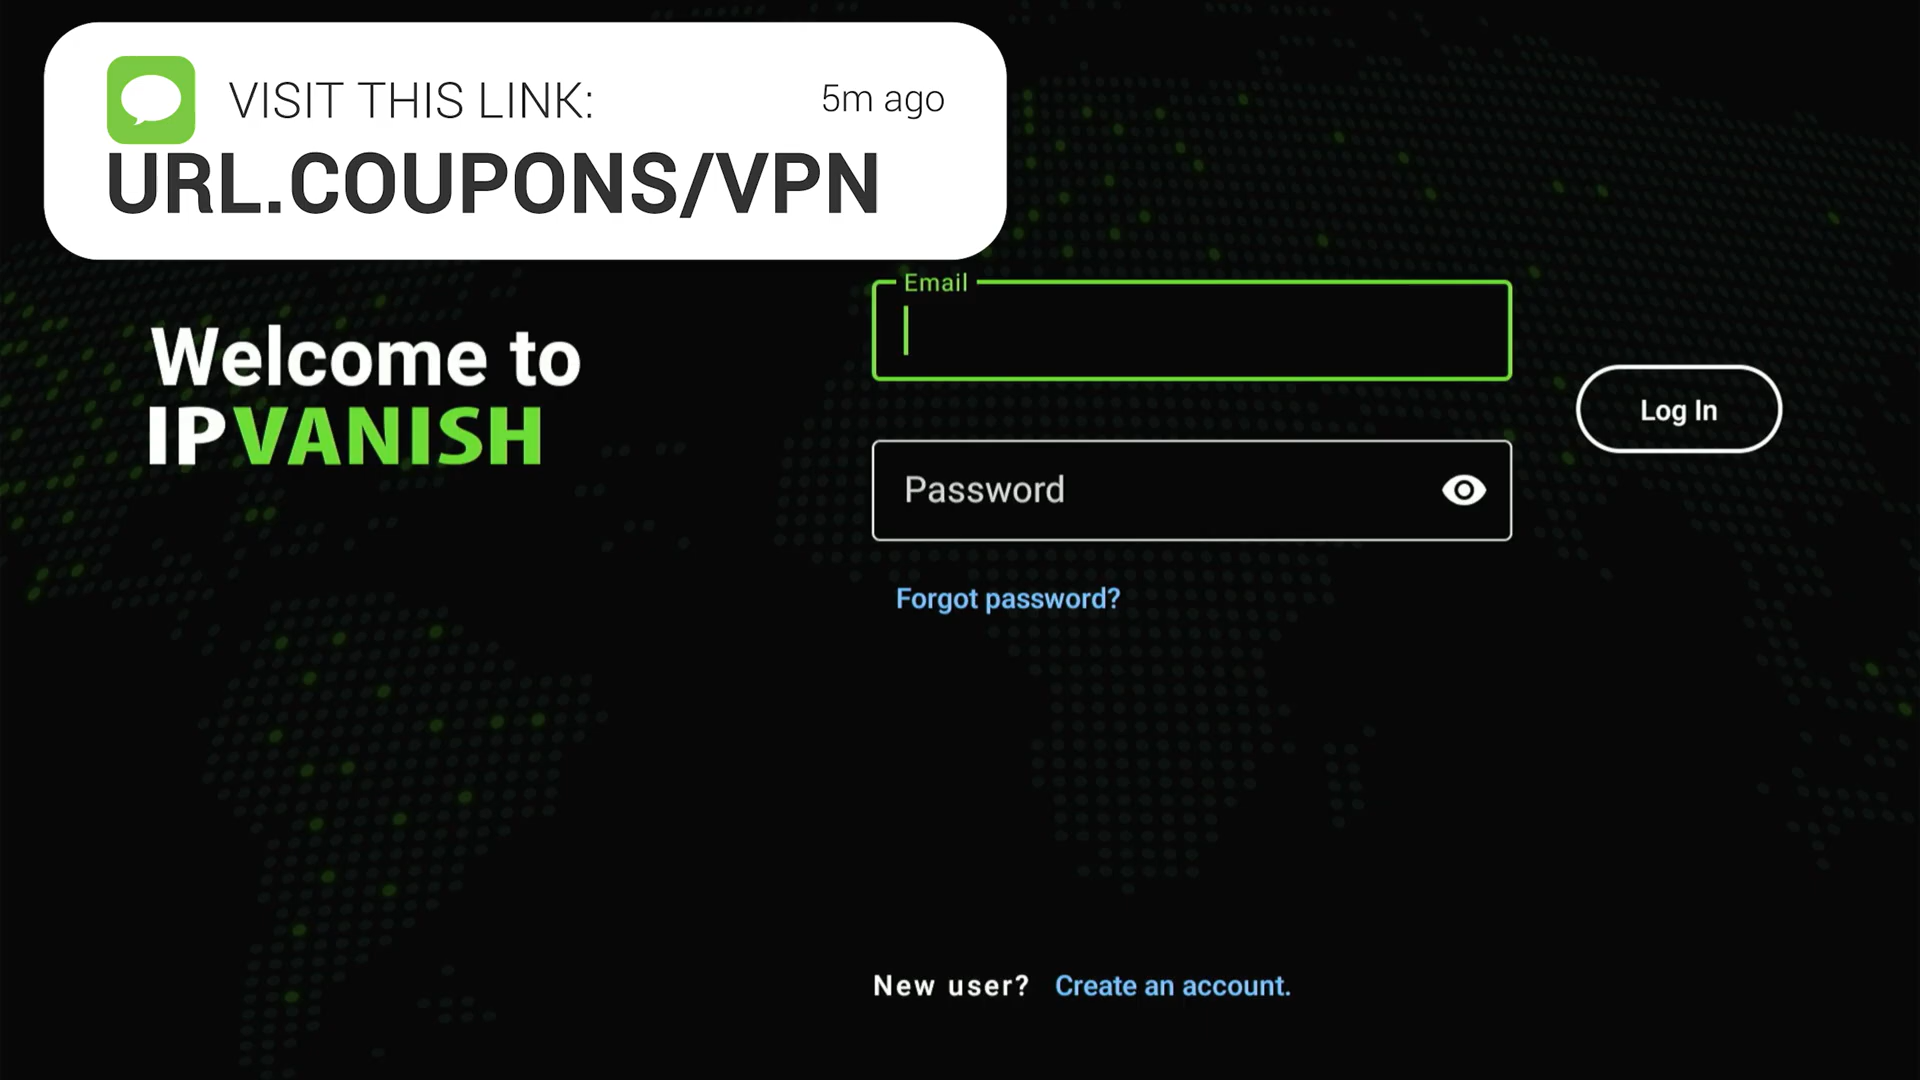 VISIT THIS LINK:
5m ago
URL.COUPONS/VPN
Welcome to
IPVANISH
Email
Password
Log In
Forgot password?
New user? Create an account.